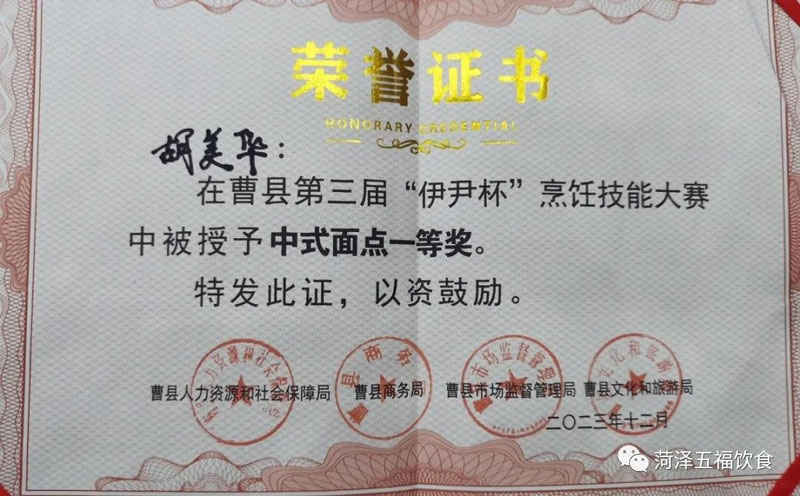 荣誉证书
HONORARY CREDENTIAL
胡美华：
在曹县第三届“伊尹杯”烹饪技能大赛
中被授予中式面点一等奖。
特发此证，以资鼓励。
曹县人力资源和社会保障局 曹县商务局 曹县市场监督管理局 曹县文化和旅游局
二〇二三年十二月
菏泽五福饮食